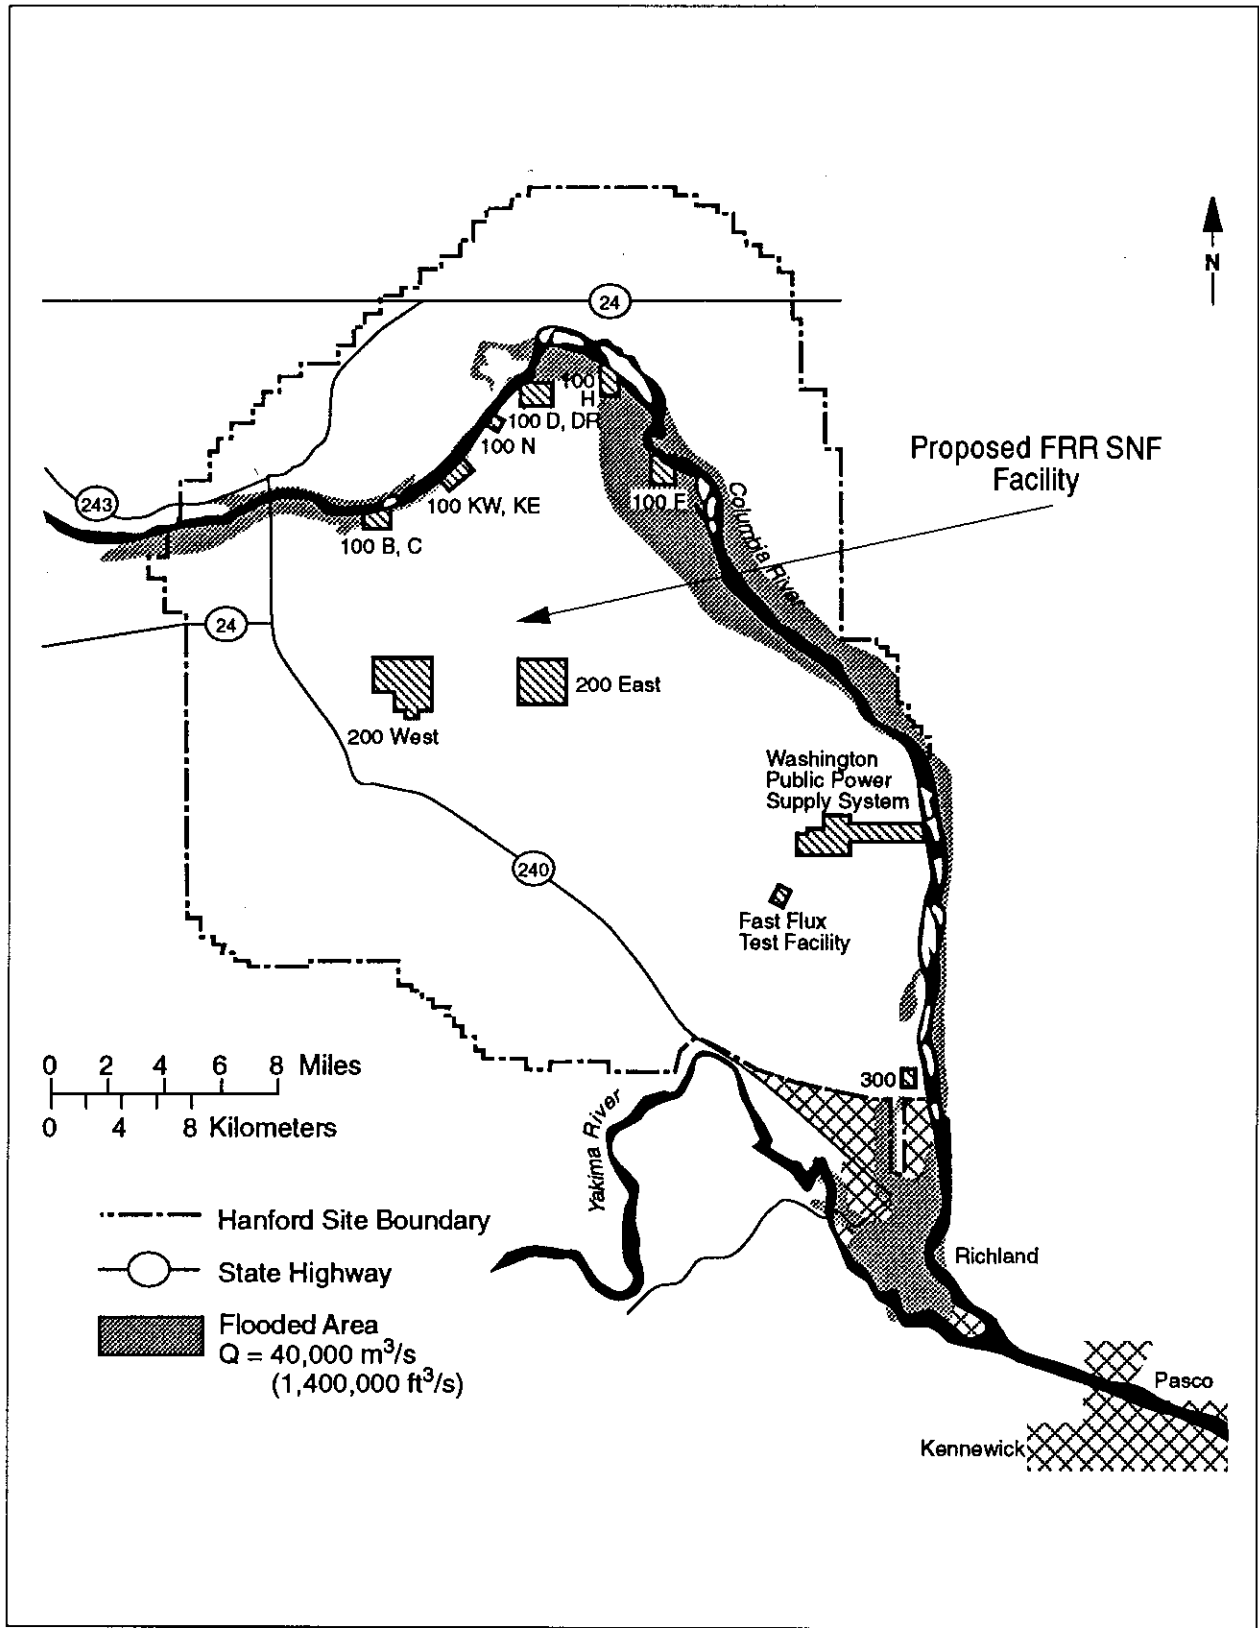 N
24
100
H
100 D, DR
100 N
Proposed FRR SNF
Facility
243
100 KW, KE
100 F
Columbia River
100 B, C
24
200 East
200 West
Washington
Public Power
Supply System
240
Fast Flux
Test Facility
0 2 4 6 8 Miles
0 4 8 Kilometers
300
Yakima River
Hanford Site Boundary
State Highway
Richland
Flooded Area
Q = 40,000 m³/s
(1,400,000 ft³/s)
Pasco
Kennewick